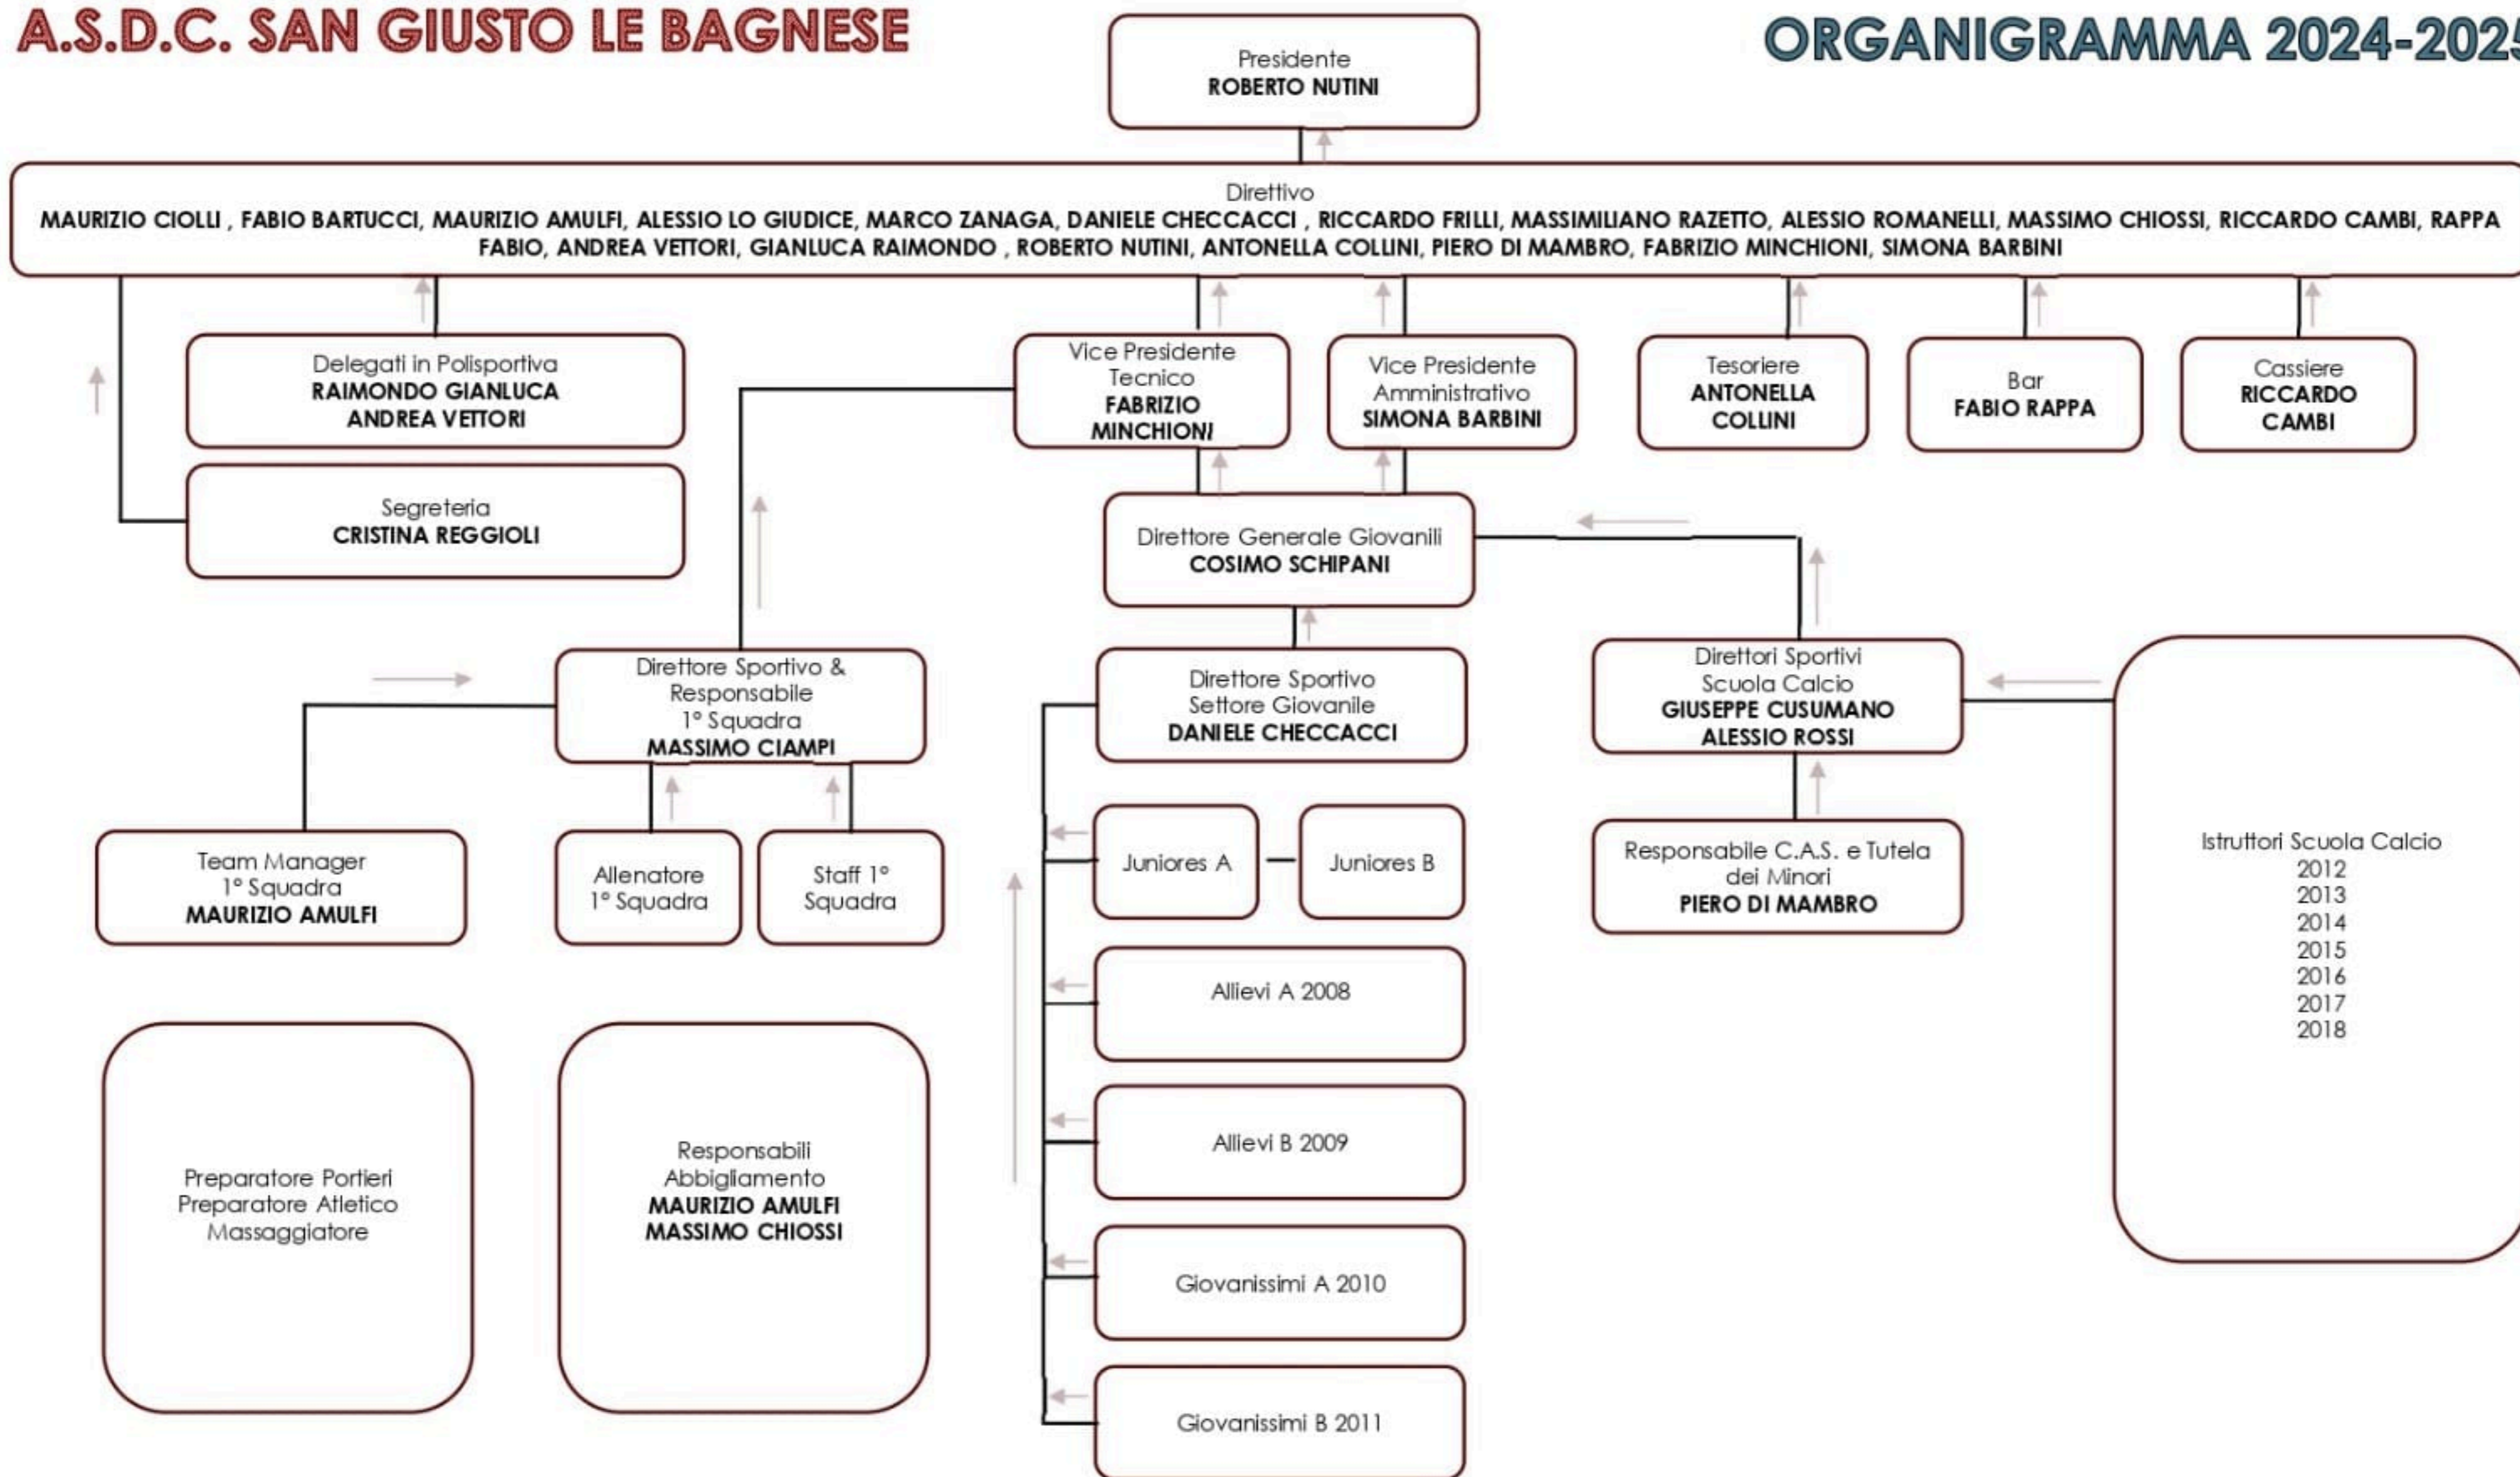 A.S.D.C. SAN GIUSTO LE BAGNESE
ORGANIGRAMMA 2024-2025
Presidente
ROBERTO NUTINI
Direttivo
MAURIZIO CIOLLI , FABIO BARTUCCI, MAURIZIO AMULFI, ALESSIO LO GIUDICE, MARCO ZANAGA, DANIELE CHECCACCI , RICCARDO FRILLI, MASSIMILIANO RAZETTO, ALESSIO ROMANELLI, MASSIMO CHIOSSI, RICCARDO CAMBI, RAPPA
FABIO, ANDREA VETTORI, GIANLUCA RAIMONDO , ROBERTO NUTINI, ANTONELLA COLLINI, PIERO DI MAMBRO, FABRIZIO MINCHIONI, SIMONA BARBINI
Delegati in Polisportiva
RAIMONDO GIANLUCA
ANDREA VETTORI
Vice Presidente
Tecnico
FABRIZIO
MINCHIONI
Vice Presidente
Amministrativo
SIMONA BARBINI
Tesoriere
ANTONELLA
COLLINI
Bar
FABIO RAPPA
Cassiere
RICCARDO
CAMBI
Segreteria
CRISTINA REGGIOLI
Direttore Generale Giovanili
COSIMO SCHIPANI
Direttore Sportivo &
Responsabile
1° Squadra
MASSIMO CIAMPI
Direttore Sportivo
Settore Giovanile
DANIELE CHECCACCI
Direttori Sportivi
Scuola Calcio
GIUSEPPE CUSUMANO
ALESSIO ROSSI
Team Manager
1° Squadra
MAURIZIO AMULFI
Allenatore
1° Squadra
Staff 1°
Squadra
Juniores A
Juniores B
Responsabile C.A.S. e Tutela
dei Minori
PIERO DI MAMBRO
Istruttori Scuola Calcio
2012
2013
2014
2015
2016
2017
2018
Allievi A 2008
Allievi B 2009
Giovanissimi A 2010
Giovanissimi B 2011
Preparatore Portieri
Preparatore Atletico
Massaggiatore
Responsabili
Abbigliamento
MAURIZIO AMULFI
MASSIMO CHIOSSI